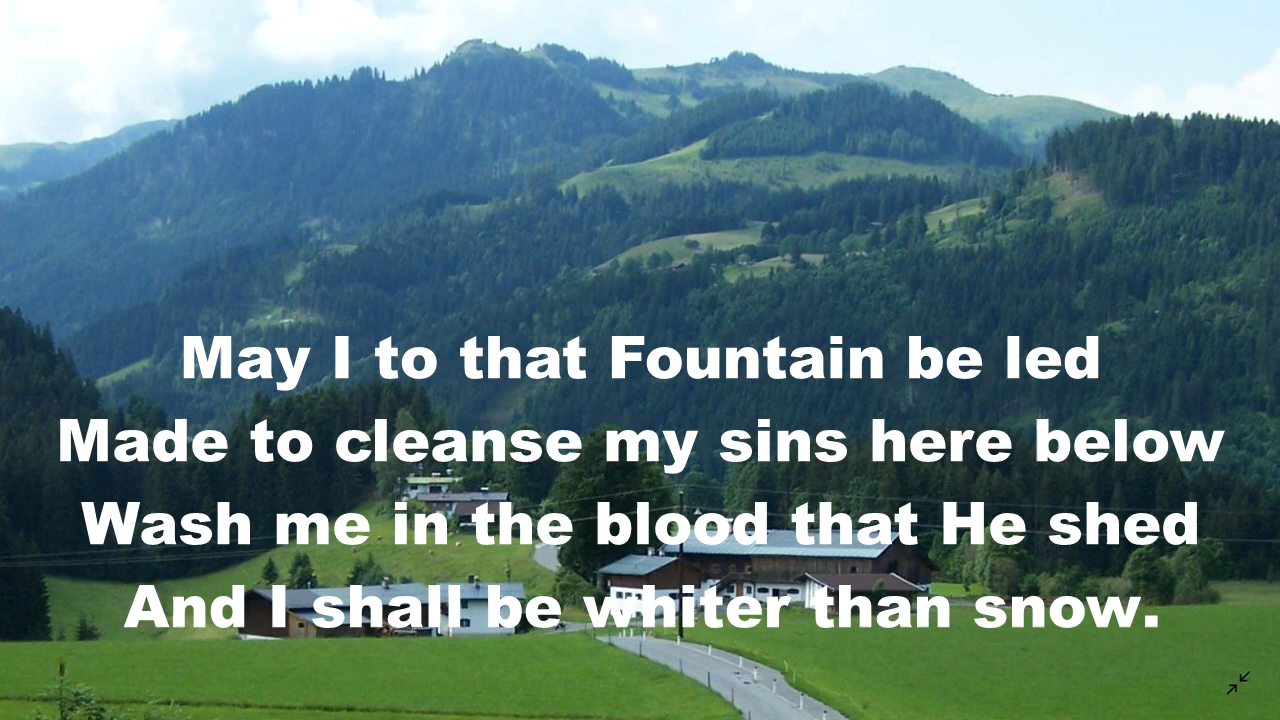 May I to that Fountain be led
Made to cleanse my sins here below
Wash me in the blood that He shed
And I shall be whiter than snow.